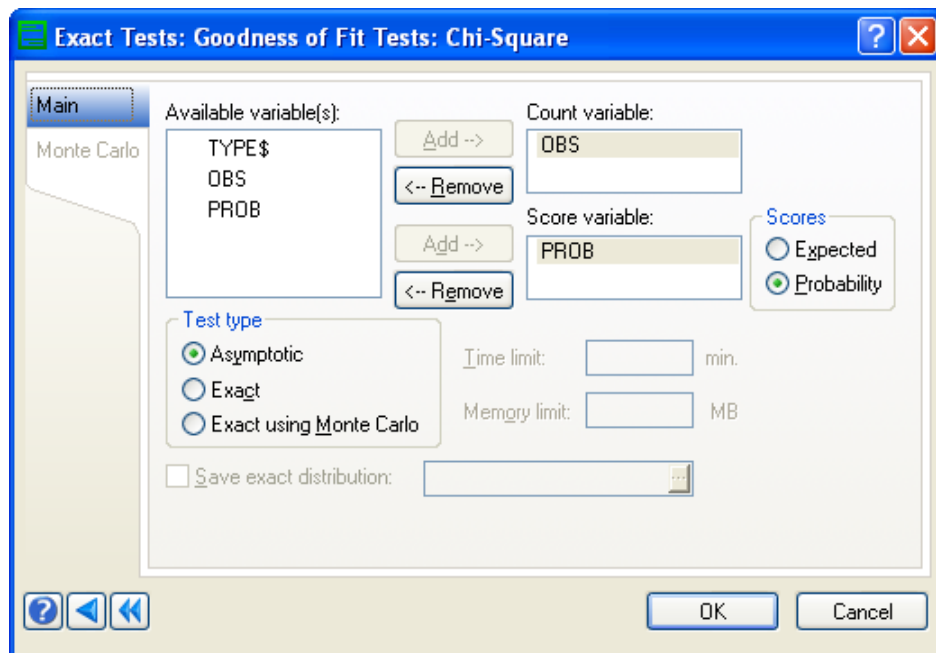 Exact Tests: Goodness of Fit Tests: Chi-Square
Main
Monte Carlo
Available variable(s):
TYPE$
OBS
PROB
Add -->
<-- Remove
Add -->
<-- Remove
Count variable:
OBS
Score variable:
PROB
Scores
Expected
Probability
Test type
Asymptotic
Exact
Exact using Monte Carlo
Time limit:
min.
Memory limit:
MB
Save exact distribution:
...
OK
Cancel